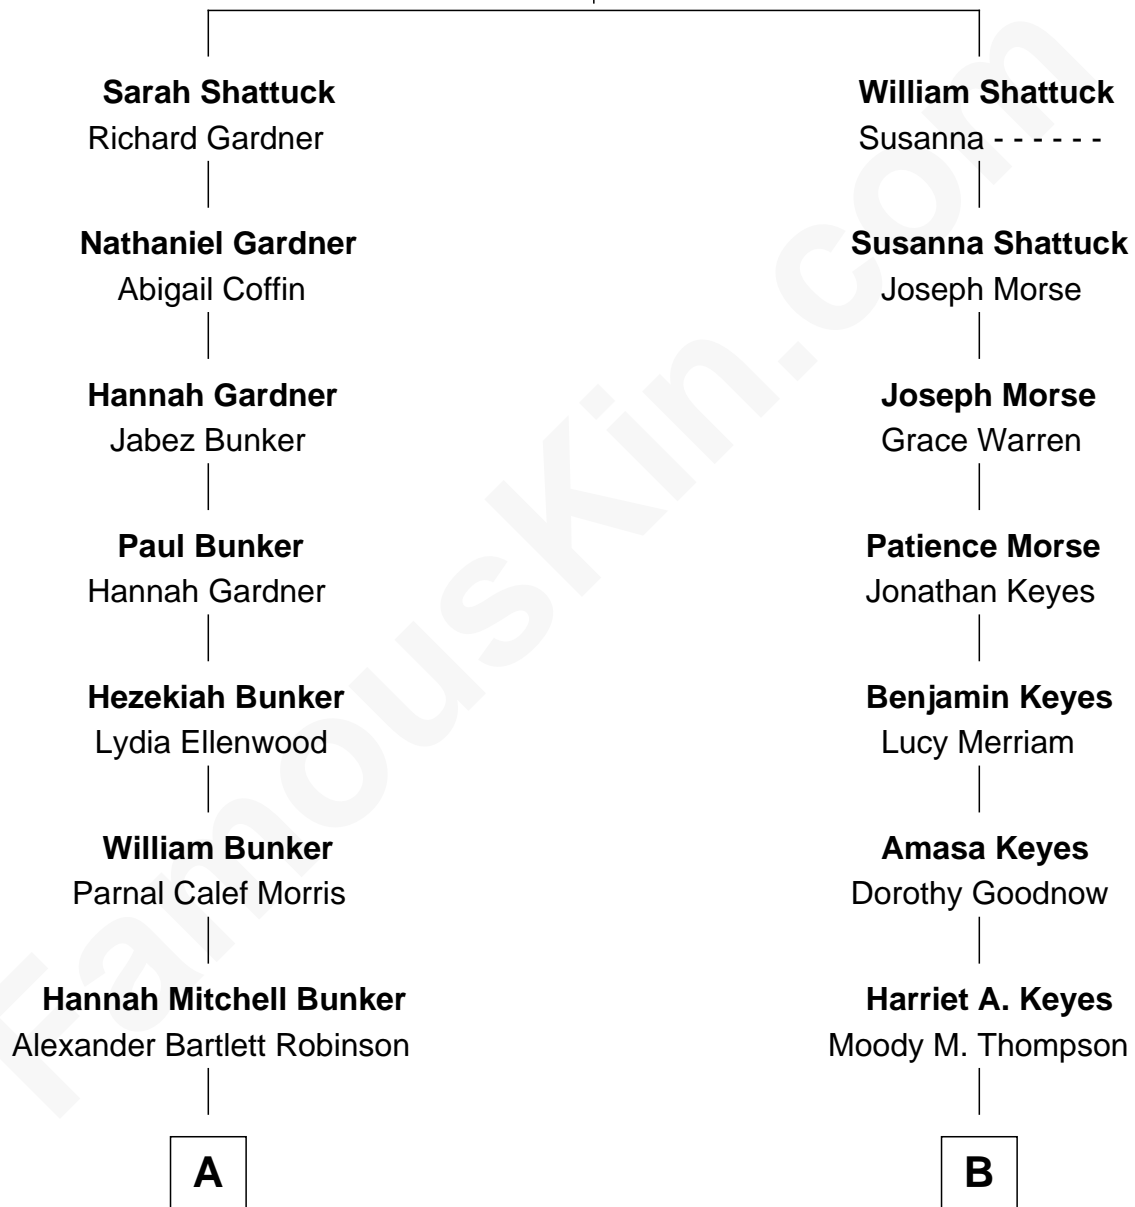 Sarah Shattuck
Richard Gardner
Nathaniel Gardner
Abigail Coffin
Hannah Gardner
Jabez Bunker
Paul Bunker
Hannah Gardner
Hezekiah Bunker
Lydia Ellenwood
William Bunker
Parnal Calef Morris
Hannah Mitchell Bunker
Alexander Bartlett Robinson
A
William Shattuck
Susanna - - - - - -
Susanna Shattuck
Joseph Morse
Joseph Morse
Grace Warren
Patience Morse
Jonathan Keyes
Benjamin Keyes
Lucy Merriam
Amasa Keyes
Dorothy Goodnow
Harriet A. Keyes
Moody M. Thompson
B
FamousKin.com